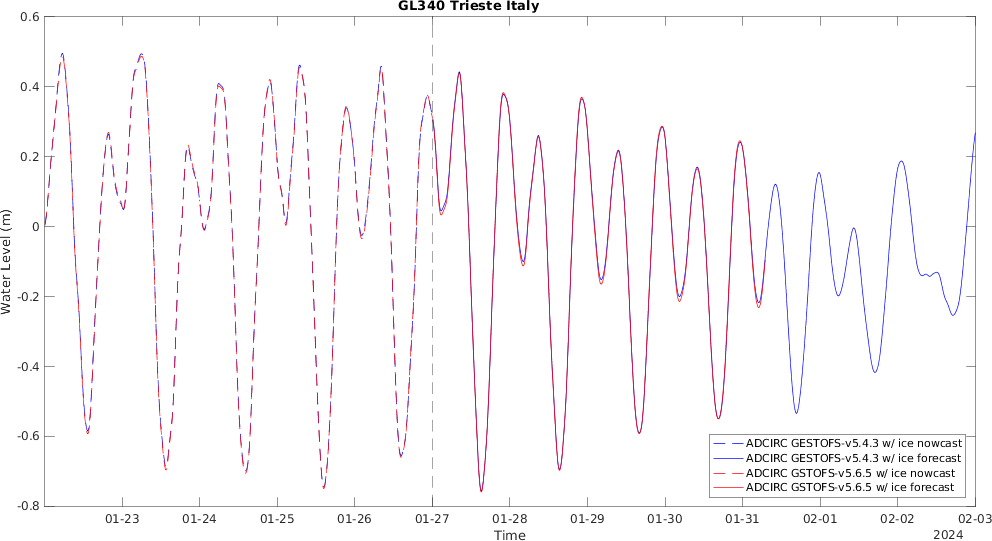 GL340 Trieste Italy
0.6
0.4
0.2
0
-0.2
-0.4
-0.6
-0.8
Water Level (m)
ADCIRC GESTOFS-v5.4.3 w/ ice nowcast
ADCIRC GESTOFS-v5.4.3 w/ ice forecast
ADCIRC GSTOFS-v5.6.5 w/ ice nowcast
ADCIRC GSTOFS-v5.6.5 w/ ice forecast
01-23 01-24 01-25 01-26 01-27 01-28 01-29 01-30 01-31 02-01 02-02 02-03
Time
2024